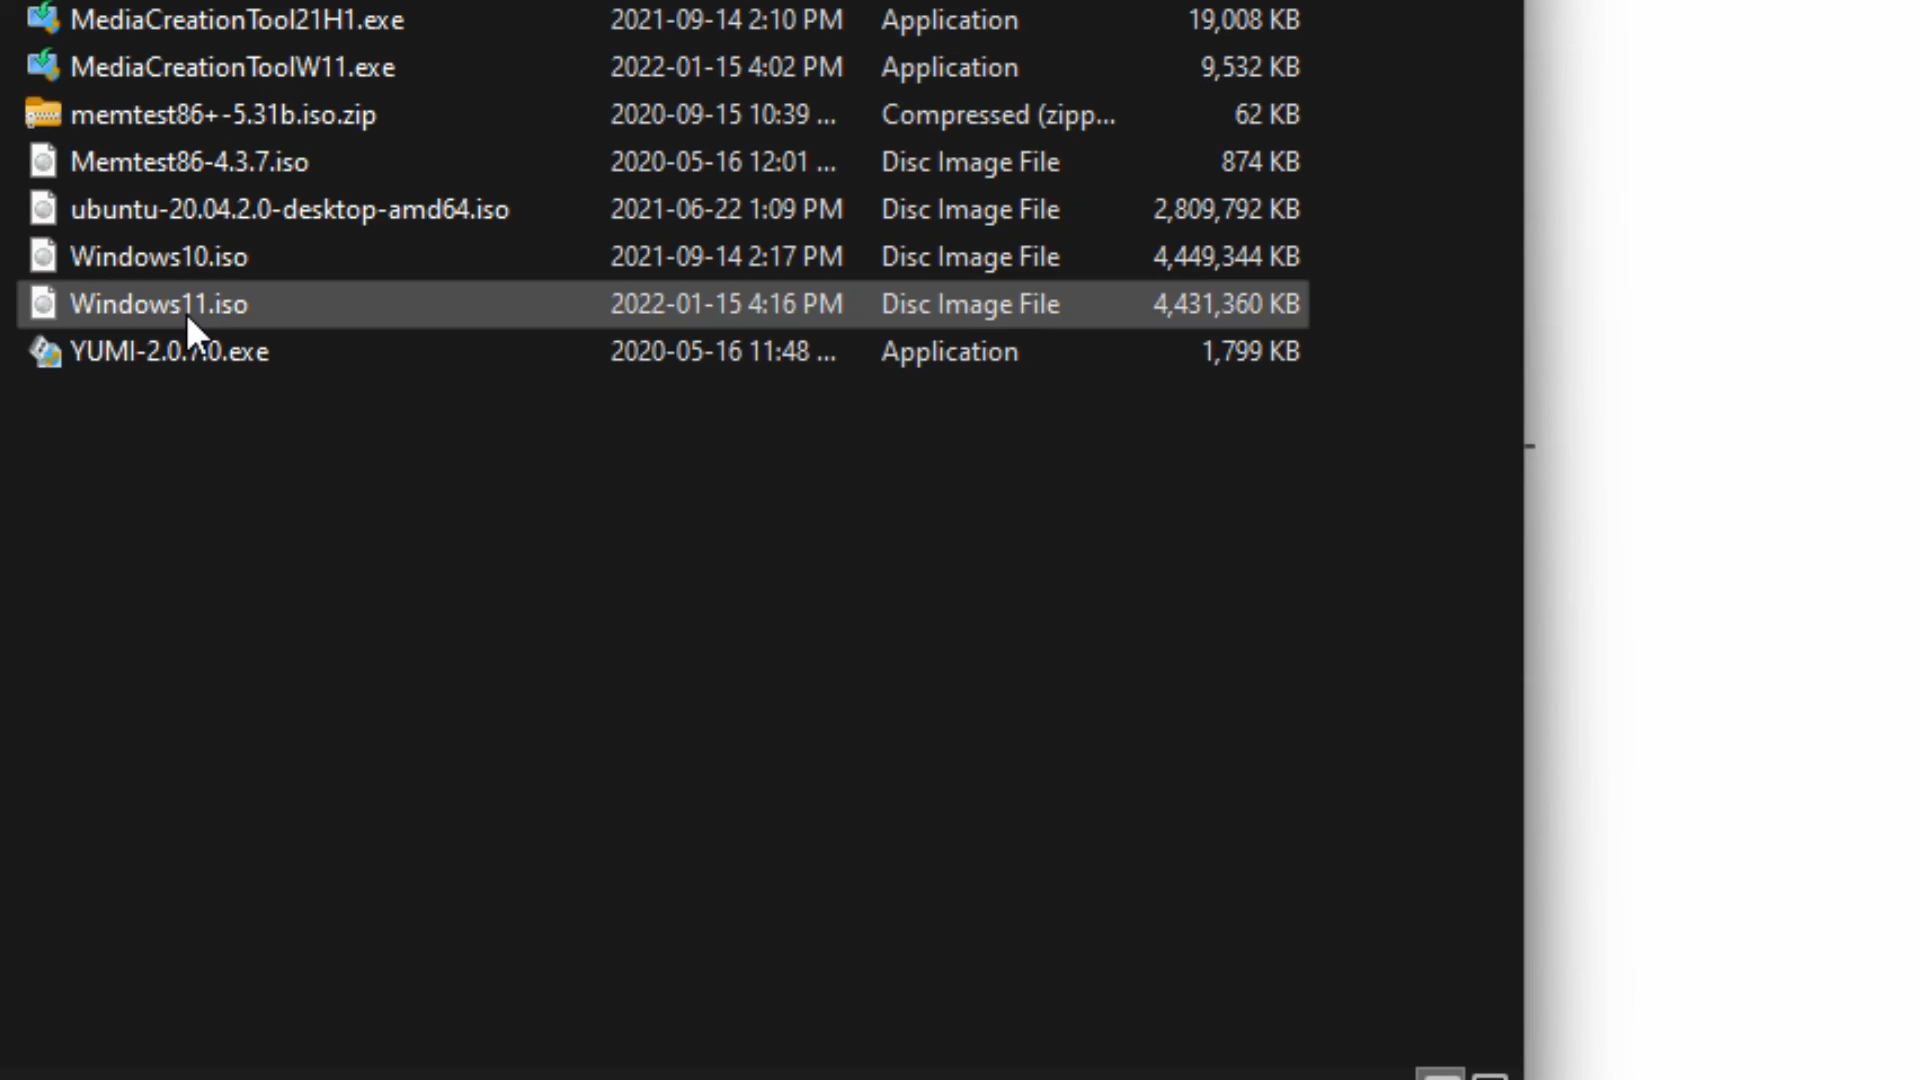 MediaCreationTool21H1.exe 2021-09-14 2:10 PM Application 19,008 KB
MediaCreationToolW11.exe 2022-01-15 4:02 PM Application 9,532 KB
memtest86+-5.31b.iso.zip 2020-09-15 10:39 ... Compressed (zipp... 62 KB
Memtest86-4.3.7.iso 2020-05-16 12:01 ... Disc Image File 874 KB
ubuntu-20.04.2.0-desktop-amd64.iso 2021-06-22 1:09 PM Disc Image File 2,809,792 KB
Windows10.iso 2021-09-14 2:17 PM Disc Image File 4,449,344 KB
Windows11.iso 2022-01-15 4:16 PM Disc Image File 4,431,360 KB
2020-05-16 11:48 ... Application 1,799 KB